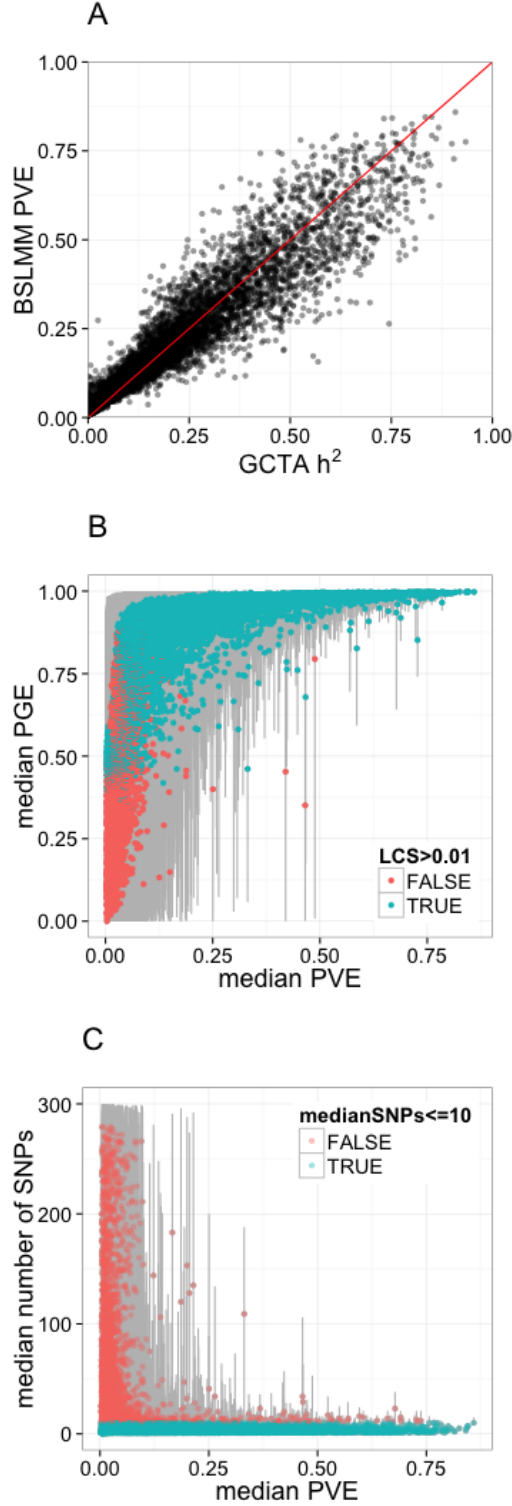 A
1.00
0.75
0.50
0.25
0.00
BSLMM PVE
0.00 0.25 0.50 0.75 1.00
GCTA h²
B
1.00
0.75
0.50
0.25
0.00
median PGE
LCS>0.01
FALSE
TRUE
0.00 0.25 0.50 0.75
median PVE
C
300
200
100
0
median number of SNPs
medianSNPs<=10
FALSE
TRUE
0.00 0.25 0.50 0.75
median PVE